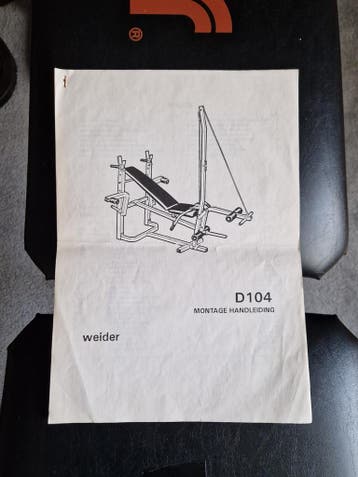 ®
D104
MONTAGE HANDLEIDING
weider